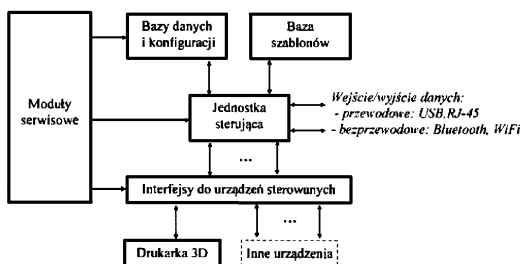 Bazy danych
i konfiguracji
Baza
szablonów
Moduły
serwisowe
Jednostka
sterująca
Wejście/wyjście danych:
- przewodowe: USB,RJ-45
- bezprzewodowe: Bluetooth, WiFi
...
Interfejsy do urządzeń sterowanych
...
Drukarka 3D
Inne urządzenia